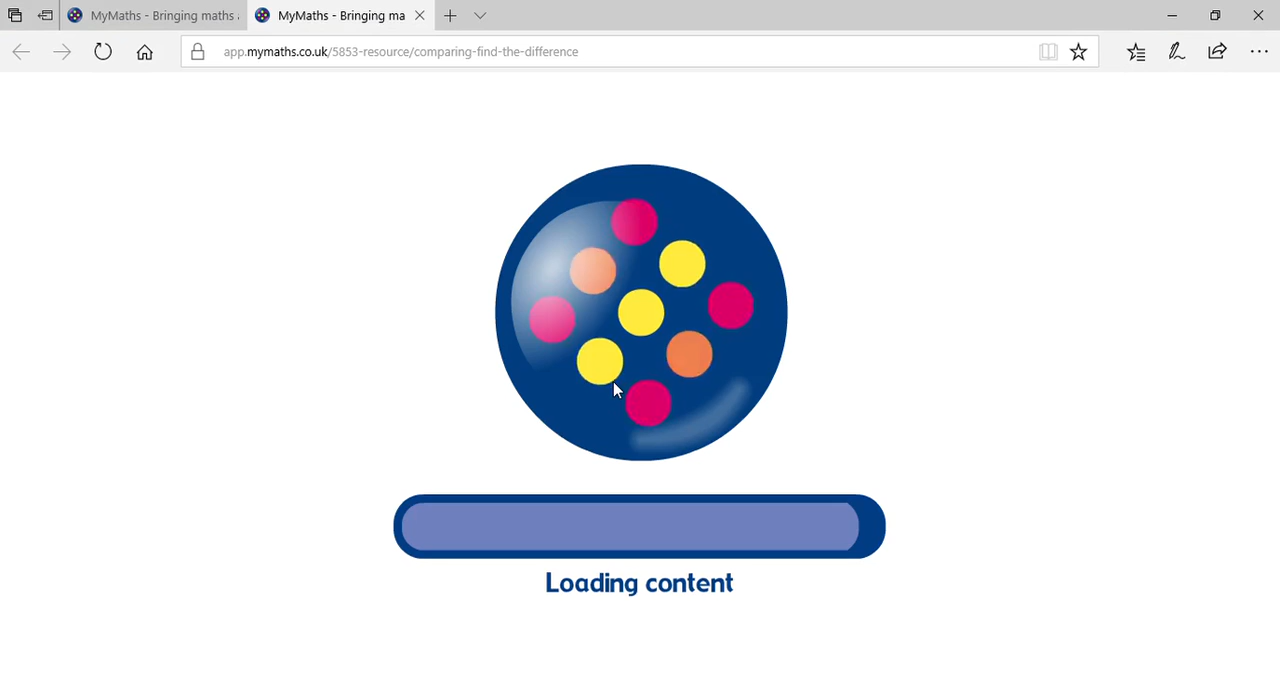 MyMaths - Bringing maths
MyMaths - Bringing ma
app.mymaths.co.uk/5853-resource/comparing-find-the-difference
Loading content